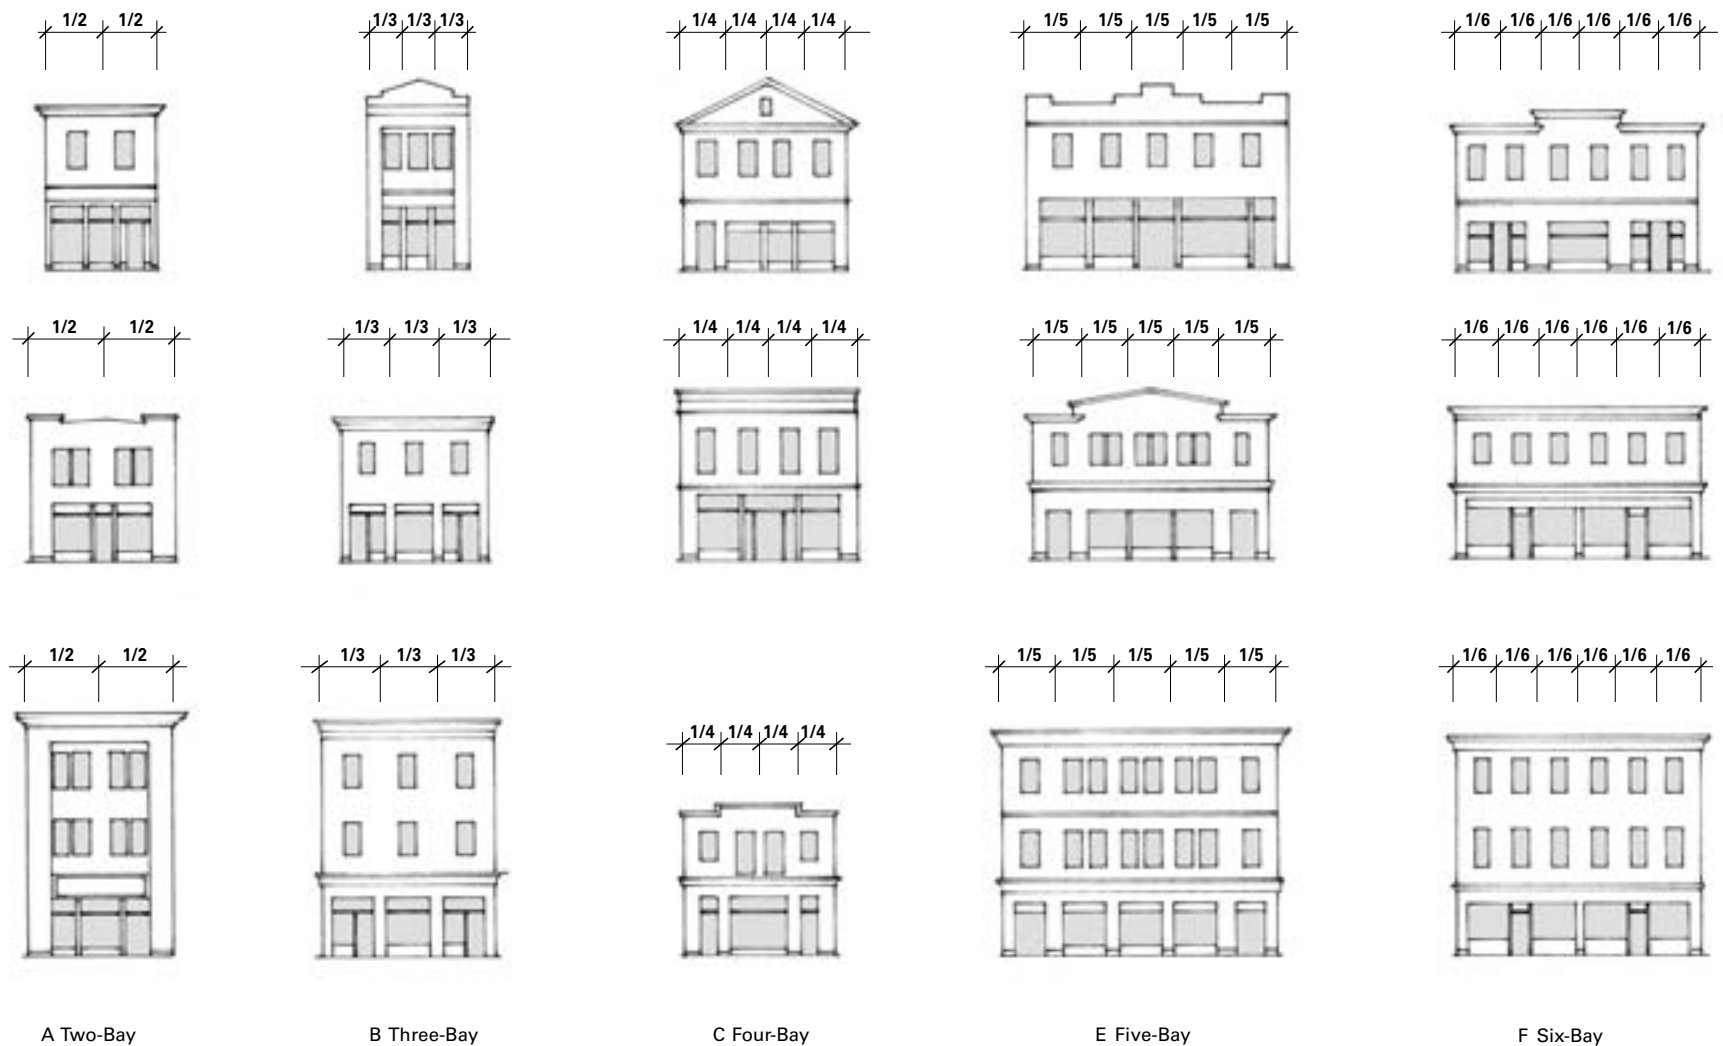 1/2 1/2 1/3 1/3 1/3 1/4 1/4 1/4 1/4 1/5 1/5 1/5 1/5 1/5 1/6 1/6 1/6 1/6 1/6 1/6
1/2 1/2 1/3 1/3 1/3 1/4 1/4 1/4 1/4 1/5 1/5 1/5 1/5 1/5 1/6 1/6 1/6 1/6 1/6 1/6
1/2 1/2 1/3 1/3 1/3 1/5 1/5 1/5 1/5 1/5 1/6 1/6 1/6 1/6 1/6 1/6
1/4 1/4 1/4 1/4
A Two-Bay B Three-Bay C Four-Bay E Five-Bay F Six-Bay